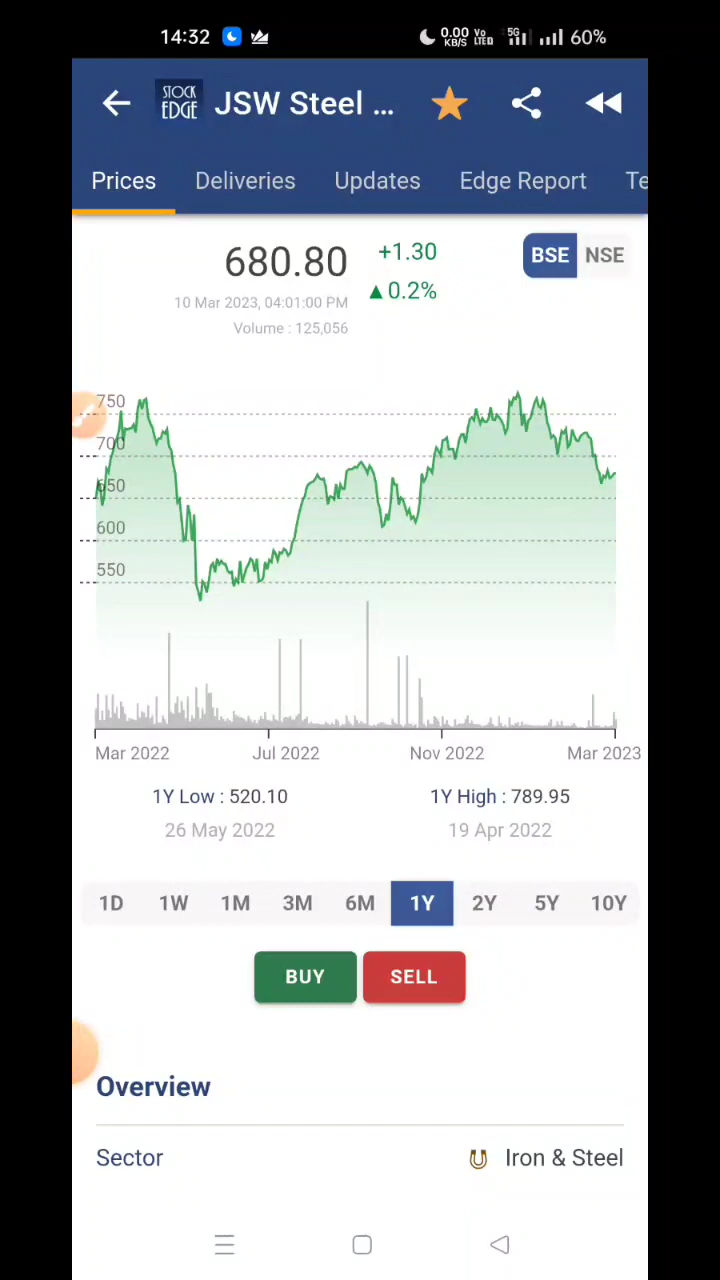 14:32 0.00 KB/S Vo LTE 5G 60%
STOCK EDGE JSW Steel ...
Prices Deliveries Updates Edge Report Te
680.80 +1.30 BSE NSE
▲0.2%
10 Mar 2023, 04:01:00 PM
Volume : 125,056
750
700
650
600
550
Mar 2022 Jul 2022 Nov 2022 Mar 2023
1Y Low : 520.10 1Y High : 789.95
26 May 2022 19 Apr 2022
1D 1W 1M 3M 6M 1Y 2Y 5Y 10Y
BUY SELL
Overview
Sector Iron & Steel